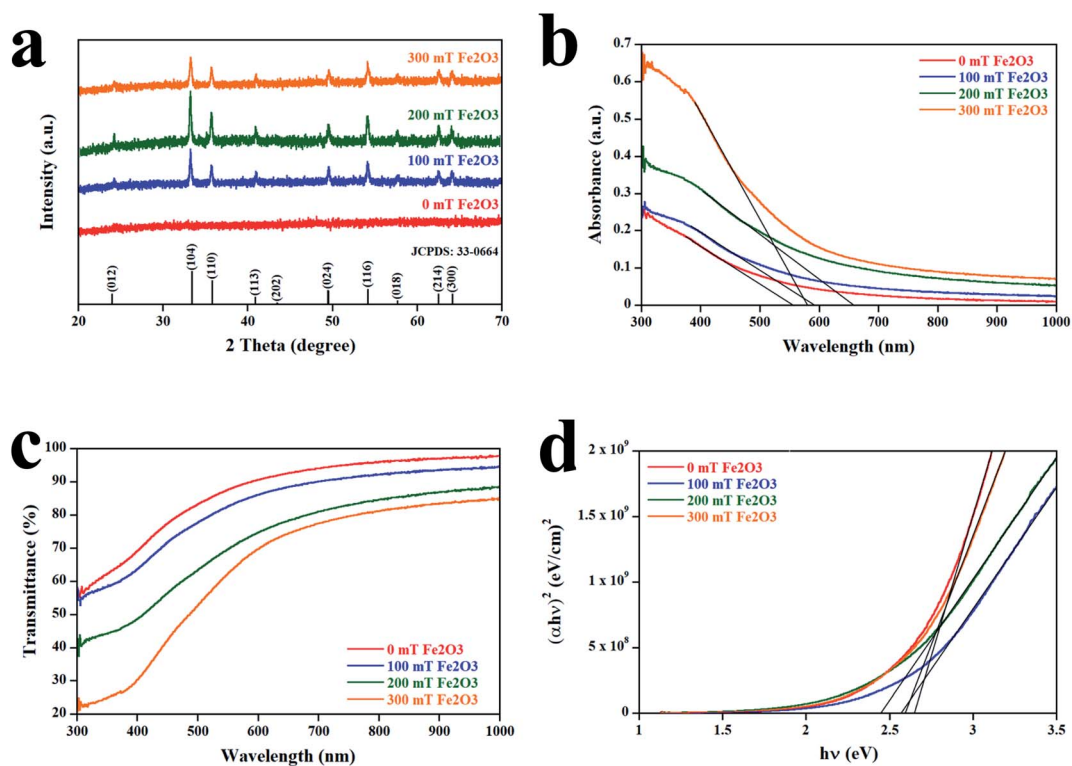 a
300 mT Fe2O3
200 mT Fe2O3
100 mT Fe2O3
0 mT Fe2O3
JCPDS: 33-0664
(012)
(104)
(110)
(113)
(202)
(024)
(116)
(018)
(214)
(300)
20 30 40 50 60 70
2 Theta (degree)
Intensity (a.u.)
b
0.7
0.6
0.5
0.4
0.3
0.2
0.1
0
0 mT Fe2O3
100 mT Fe2O3
200 mT Fe2O3
300 mT Fe2O3
300 400 500 600 700 800 900 1000
Wavelength (nm)
Absorbance (a.u.)
c
100
90
80
70
60
50
40
30
20
0 mT Fe2O3
100 mT Fe2O3
200 mT Fe2O3
300 mT Fe2O3
300 400 500 600 700 800 900 1000
Wavelength (nm)
Transmittance (%)
d
2 x 10⁹
1.5 x 10⁹
1 x 10⁹
5 x 10⁸
0
0 mT Fe2O3
100 mT Fe2O3
200 mT Fe2O3
300 mT Fe2O3
1 1.5 2 2.5 3 3.5
hν (eV)
(αhν)² (eV/cm)²